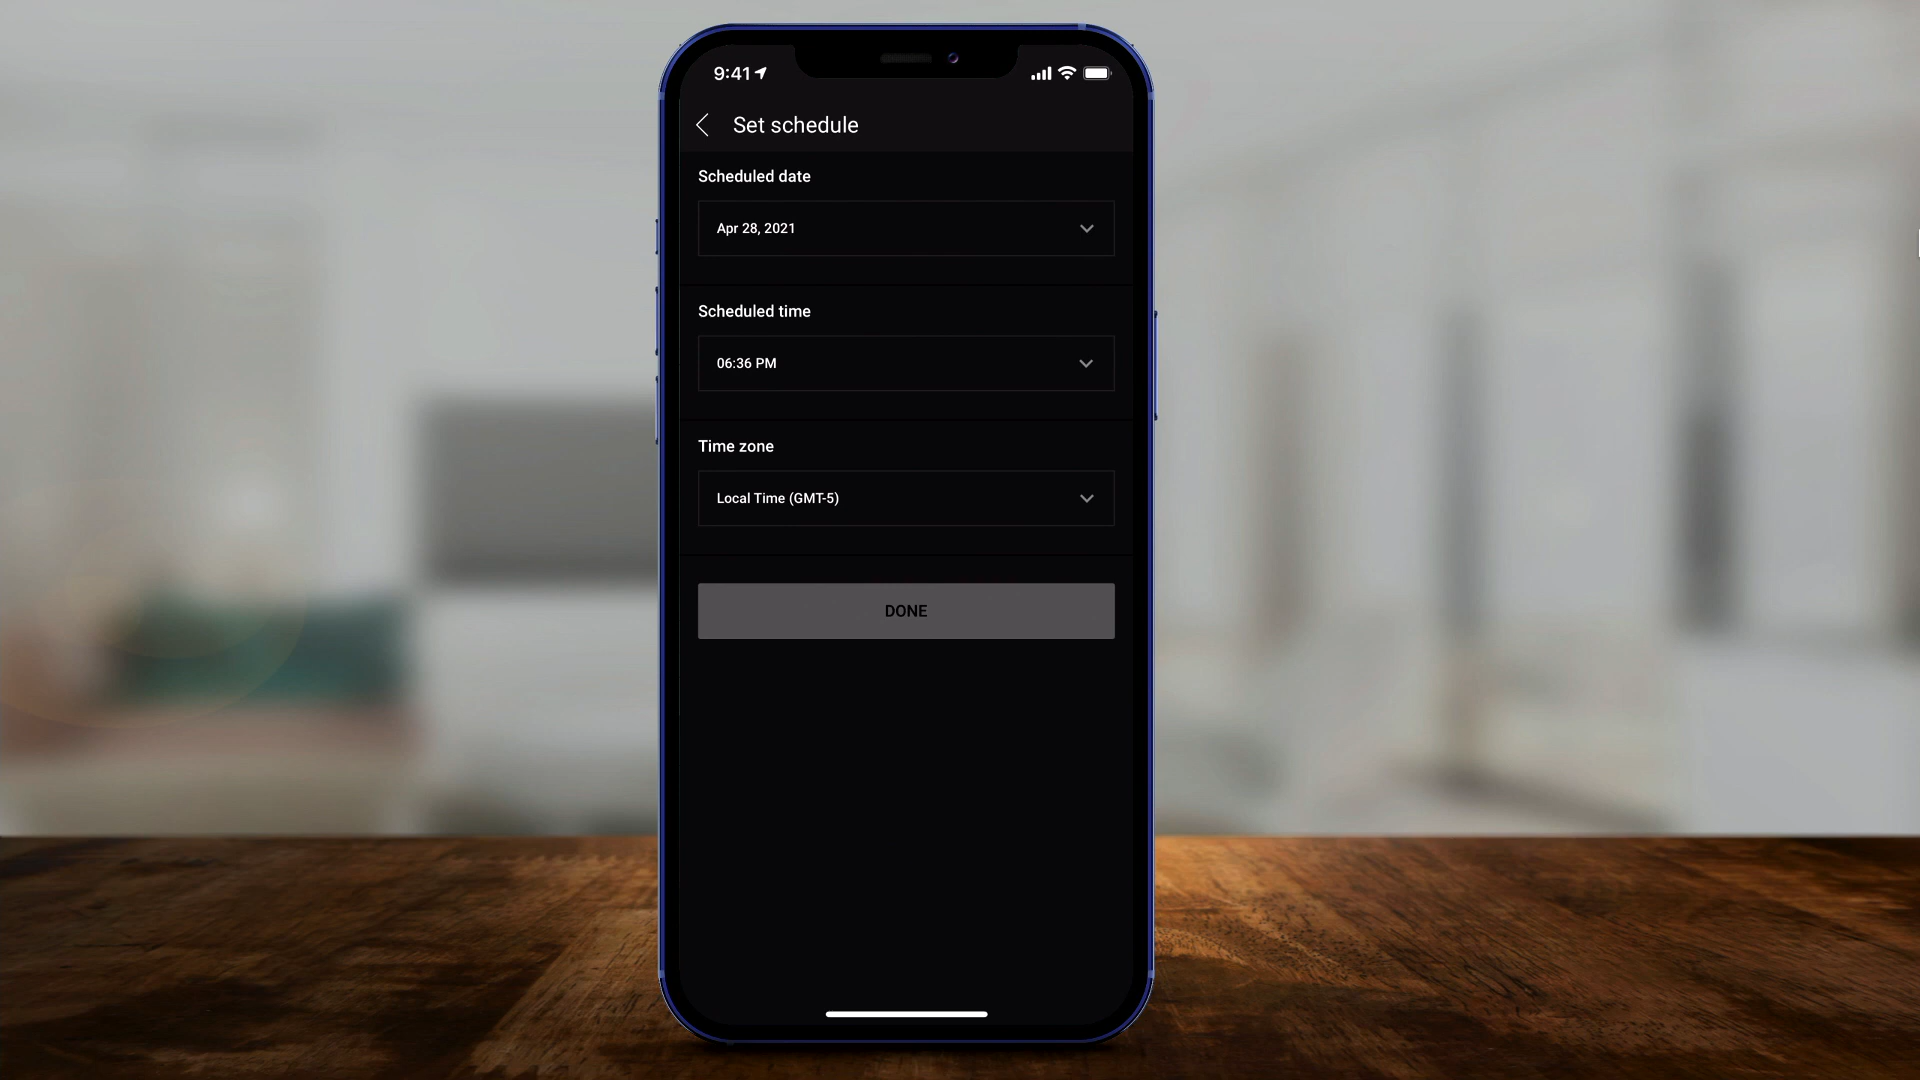 9:41
Set schedule
Scheduled date
Apr 28, 2021
Scheduled time
06:36 PM
Time zone
Local Time (GMT-5)
DONE